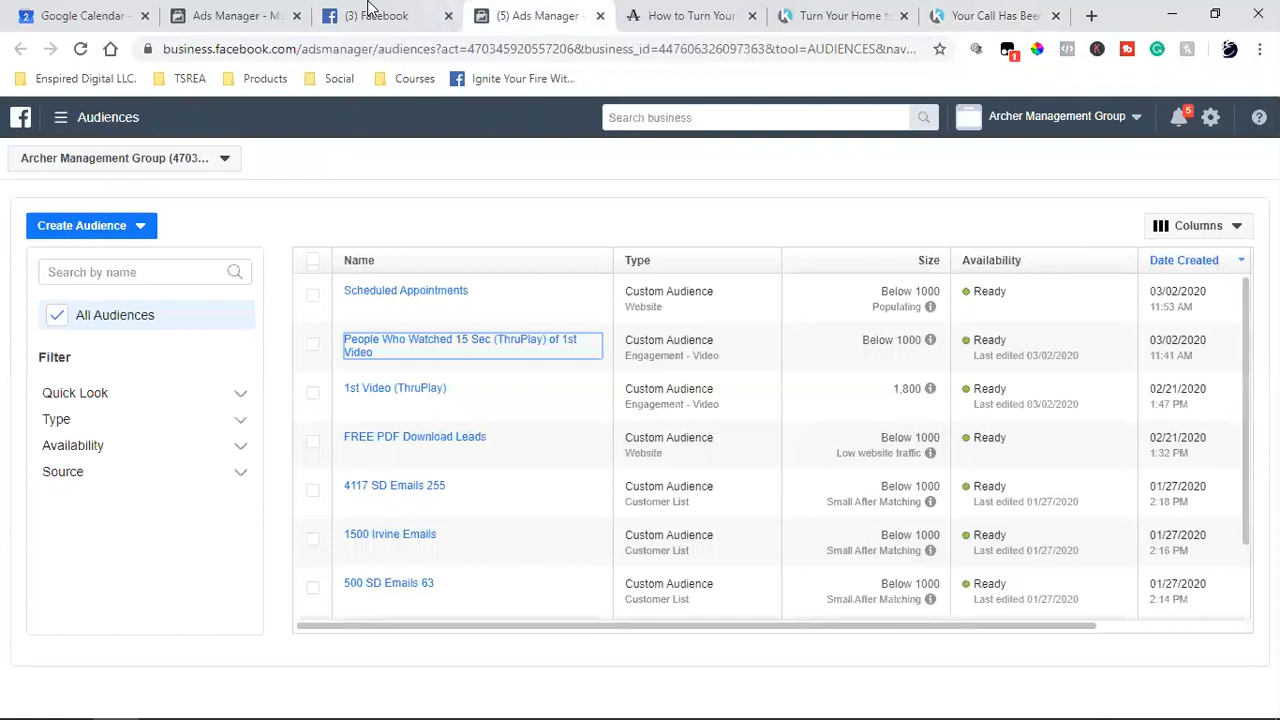 2 Google Calendar -
Ads Manager - M
(3) Facebook
(5) Ads Manager -
How to Turn Your
Turn Your Home t
Your Call Has Bee
business.facebook.com/adsmanager/audiences?act=470345920557206&business_id=447606326097363&tool=AUDIENCES&nav...
1
Enspired Digital LLC.
TSREA
Products
Social
Courses
Ignite Your Fire Wit...
Audiences
Search business
Archer Management Group
5
Archer Management Group (4703...
Create Audience
Columns
Search by name
All Audiences
Filter
Quick Look
Type
Availability
Source
Name Type Size Availability Date Created
Scheduled Appointments Custom Audience Below 1000 Ready 03/02/2020
Website Populating 11:53 AM
People Who Watched 15 Sec (ThruPlay) of 1st Custom Audience Below 1000 Ready 03/02/2020
Video Engagement - Video Last edited 03/02/2020 11:41 AM
1st Video (ThruPlay) Custom Audience 1,800 Ready 02/21/2020
Engagement - Video Last edited 03/02/2020 1:47 PM
FREE PDF Download Leads Custom Audience Below 1000 Ready 02/21/2020
Website Low website traffic 1:32 PM
4117 SD Emails 255 Custom Audience Below 1000 Ready 01/27/2020
Customer List Small After Matching Last edited 01/27/2020 2:18 PM
1500 Irvine Emails Custom Audience Below 1000 Ready 01/27/2020
Customer List Small After Matching Last edited 01/27/2020 2:16 PM
500 SD Emails 63 Custom Audience Below 1000 Ready 01/27/2020
Customer List Small After Matching Last edited 01/27/2020 2:14 PM